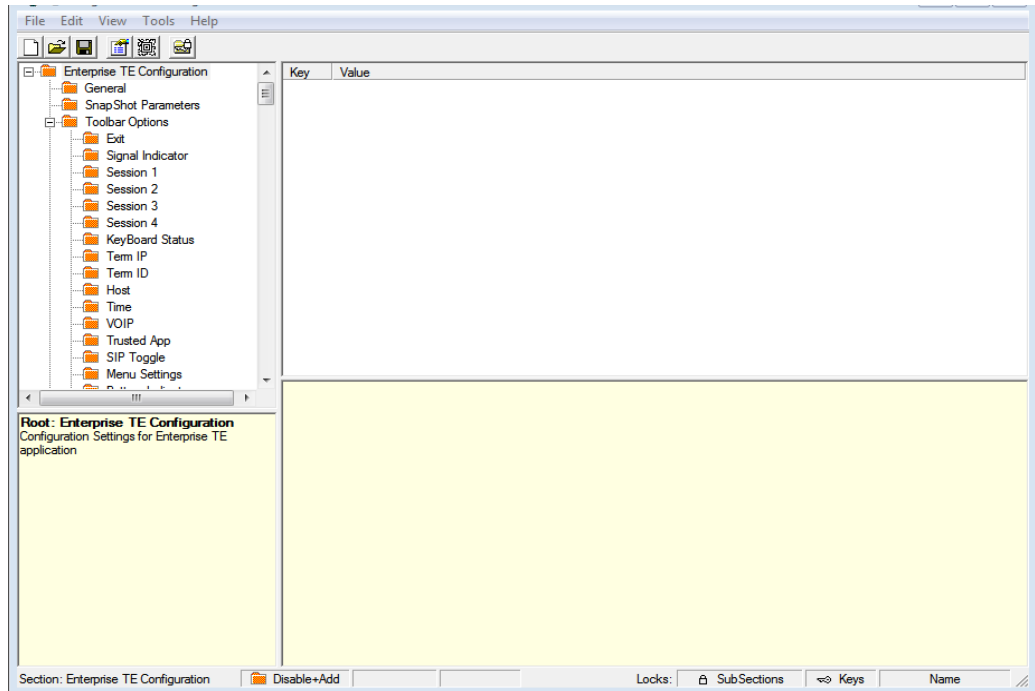 File Edit View Tools Help
Enterprise TE Configuration
General
SnapShot Parameters
Toolbar Options
Exit
Signal Indicator
Session 1
Session 2
Session 3
Session 4
KeyBoard Status
Term IP
Term ID
Host
Time
VOIP
Trusted App
SIP Toggle
Menu Settings
Key Value
Root: Enterprise TE Configuration
Configuration Settings for Enterprise TE
application
Section: Enterprise TE Configuration Disable+Add Locks: SubSections Keys Name